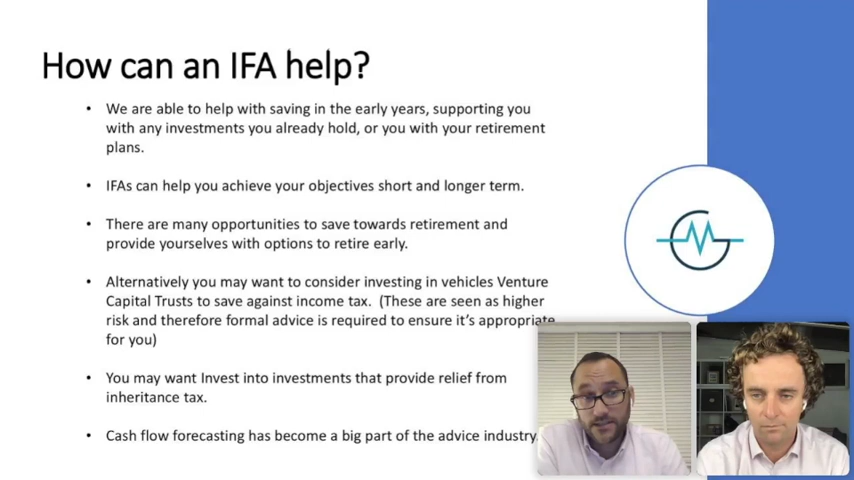 How can an IFA help?
• We are able to help with saving in the early years, supporting you
with any investments you already hold, or you with your retirement
plans.
• IFAs can help you achieve your objectives short and longer term.
• There are many opportunities to save towards retirement and
provide yourselves with options to retire early.
• Alternatively you may want to consider investing in vehicles Venture
Capital Trusts to save against income tax. (These are seen as higher
risk and therefore formal advice is required to ensure it's appropriate
for you)
• You may want Invest into investments that provide relief from
inheritance tax.
• Cash flow forecasting has become a big part of the advice industry.